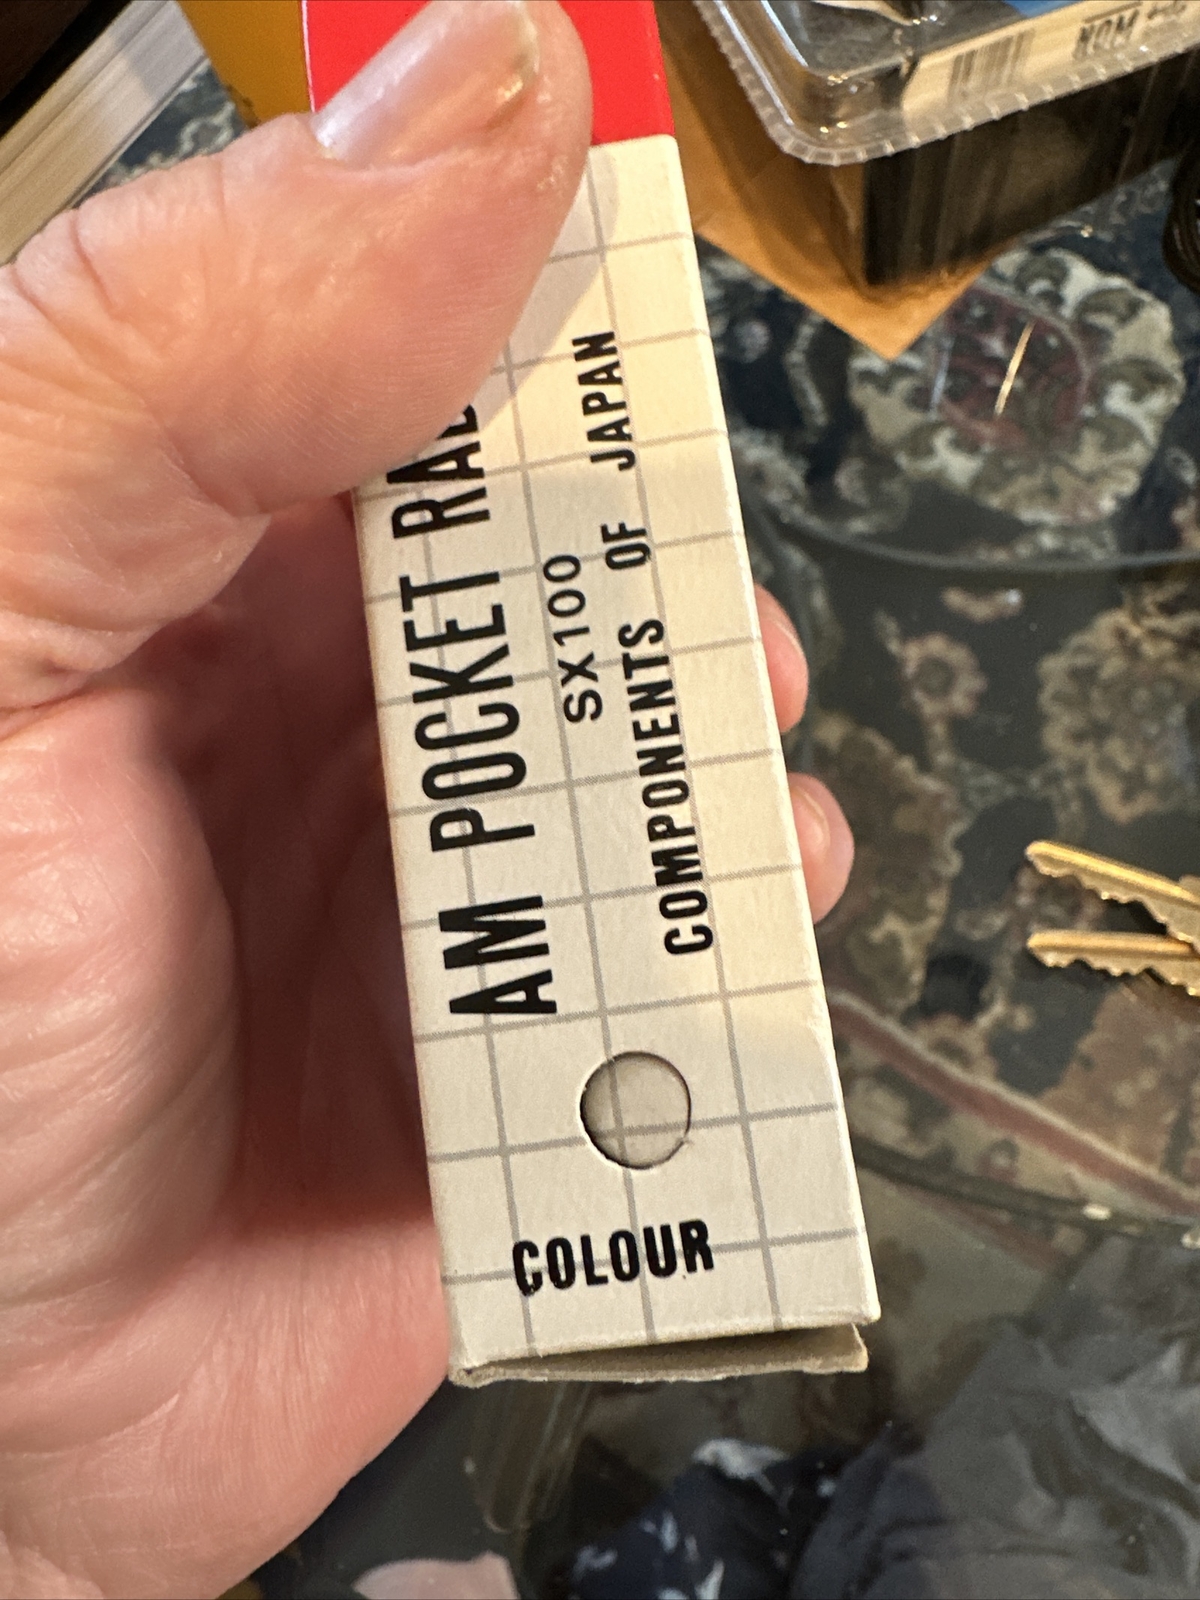 AM POCKET
SX100
COMPONENTS OF JAPAN
COLOUR